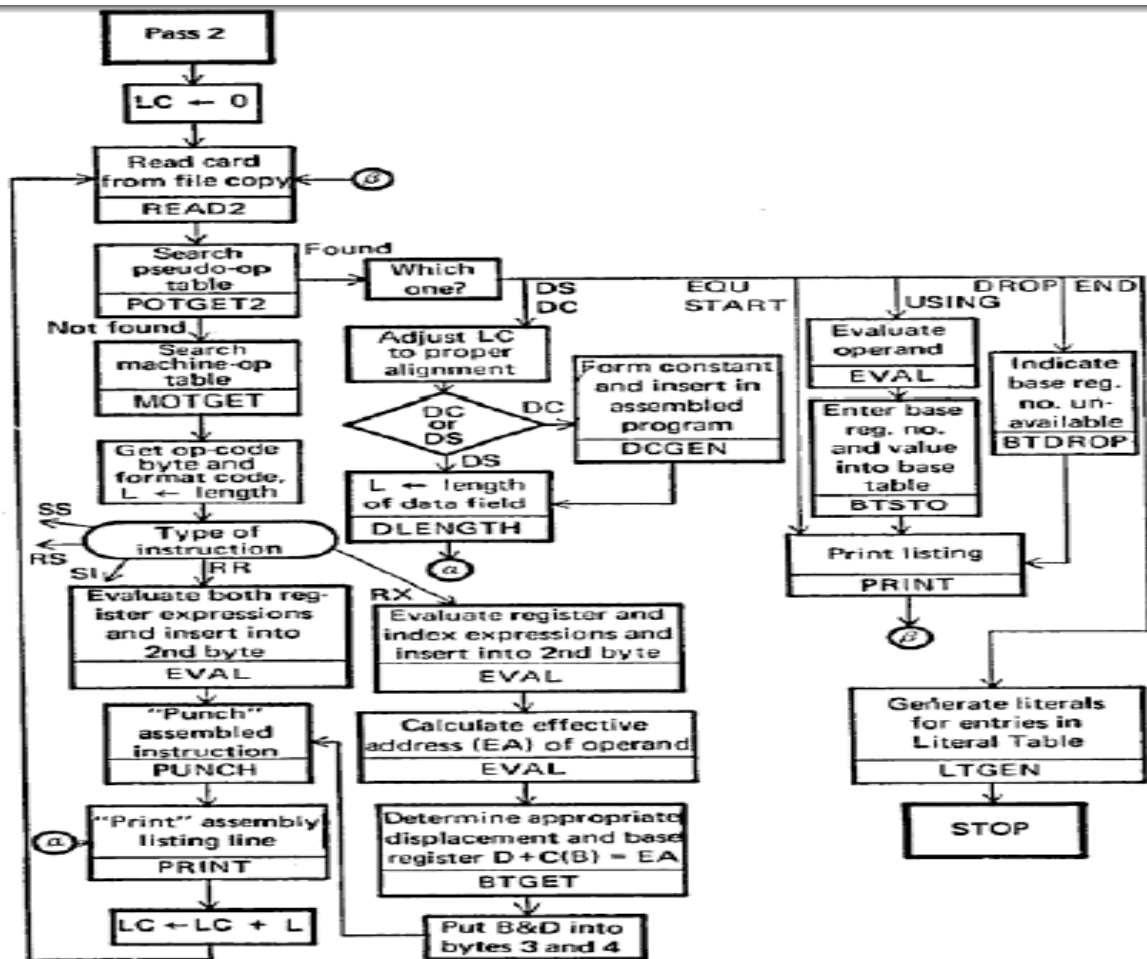 Pass 2
LC ← 0
Read card
from file copy
β
READ2
Search
pseudo-op
table
POTGET2
Found
Which
one?
DS
DC
EQU
START
USING
DROP
END
Not found
Search
machine-op
table
MOTGET
Get op-code
byte and
format code,
L ← length
SS
RS
SI
Type of
instruction
RR
RX
Adjust LC
to proper
alignment
DC
or
DS
DC
DS
Form constant
and insert in
assembled
program
DCGEN
L ← length
of data field
DLENGTH
α
Evaluate
operand
EVAL
Enter base
reg. no.
and value
into base
table
BTSTO
Indicate
base reg.
no. un-
available
BTDROP
Print listing
PRINT
β
Evaluate both reg-
ister expressions
and insert into
2nd byte
EVAL
"Punch"
assembled
instruction
PUNCH
α
"Print" assembly
listing line
PRINT
LC ← LC + L
Evaluate register and
index expressions and
insert into 2nd byte
EVAL
Calculate effective
address (EA) of operand
EVAL
Determine appropriate
displacement and base
register D + C(B) = EA
BTGET
Put B&D into
bytes 3 and 4
Generate literals
for entries in
Literal Table
LTGEN
STOP